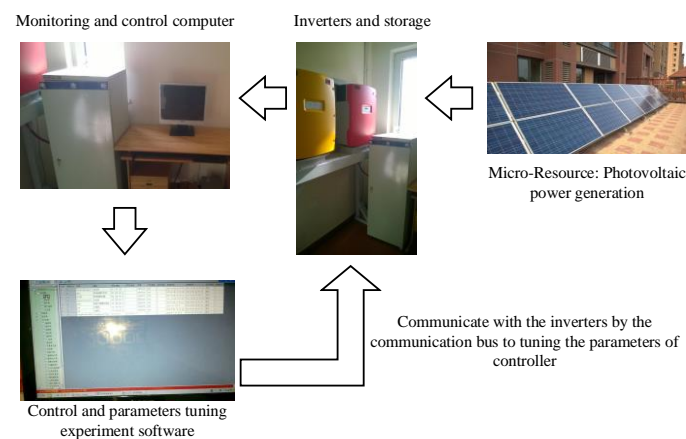 Monitoring and control computer
Inverters and storage
Micro-Resource: Photovoltaic
power generation
Communicate with the inverters by the
communication bus to tuning the parameters of
controller
Control and parameters tuning
experiment software